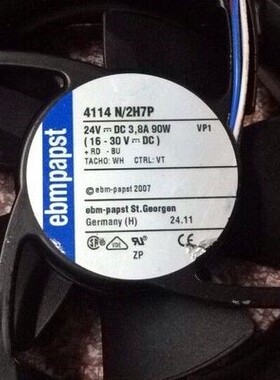 ebmpapst
4114 N/2H7P
24V ⎓ DC 3,8A 90W VP1
( 16 - 30 V ⎓ DC )
+ RD - BU
TACHO: WH CTRL: VT
©ebm-papst 2007
ebm-papst St.Georgen
Germany (H) 24.11
VDE
CE
ZP